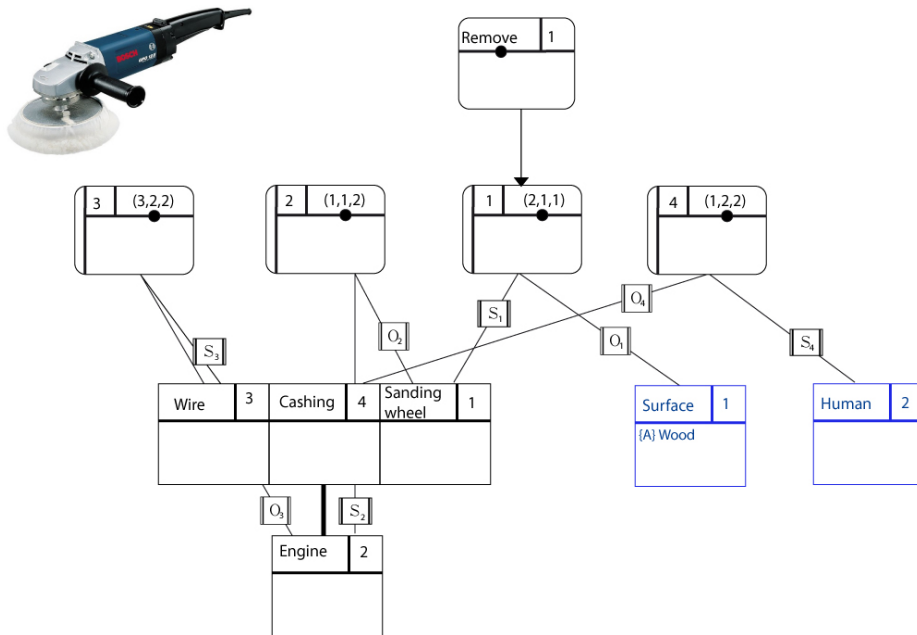 BOSCH
Remove 1
3 (3,2,2)
2 (1,1,2)
1 (2,1,1)
4 (1,2,2)
O₄
S₁
O₂
O₁
S₄
S₃
Wire 3
Cashing 4
Sanding
wheel
1
Surface 1
{A} Wood
Human 2
O₃
S₂
Engine 2